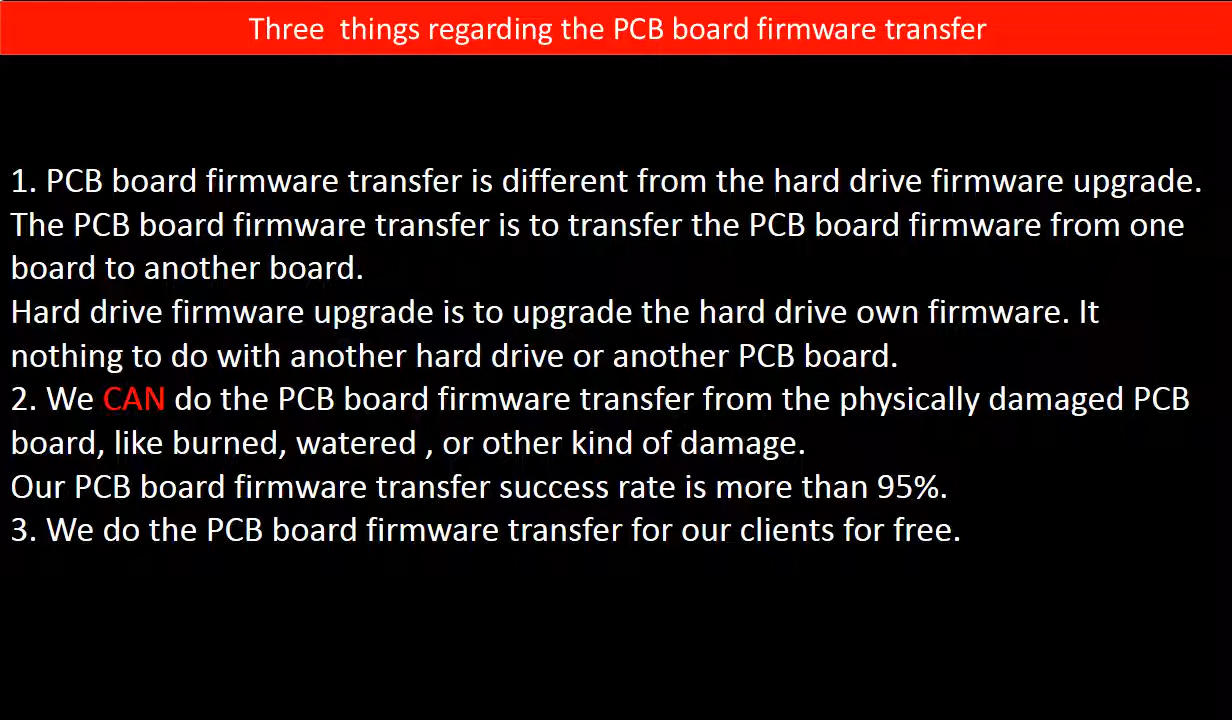 Three  things regarding the PCB board firmware transfer
1. PCB board firmware transfer is different from the hard drive firmware upgrade.
The PCB board firmware transfer is to transfer the PCB board firmware from one
board to another board.
Hard drive firmware upgrade is to upgrade the hard drive own firmware. It
nothing to do with another hard drive or another PCB board.
2. We CAN do the PCB board firmware transfer from the physically damaged PCB
board, like burned, watered , or other kind of damage.
Our PCB board firmware transfer success rate is more than 95%.
3. We do the PCB board firmware transfer for our clients for free.